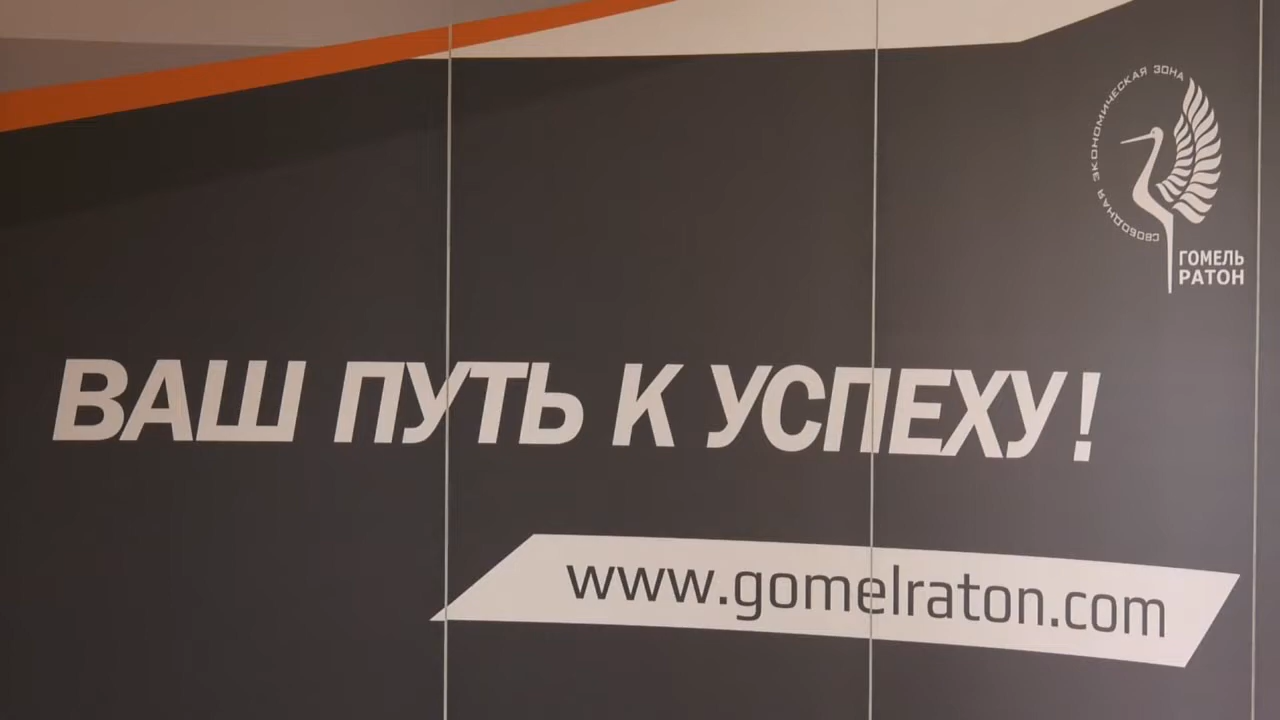 СВОБОДНАЯ ЭКОНОМИЧЕСКАЯ ЗОНА
ГОМЕЛЬ
РАТОН
ВАШ ПУТЬ К УСПЕХУ!
www.gomelraton.com